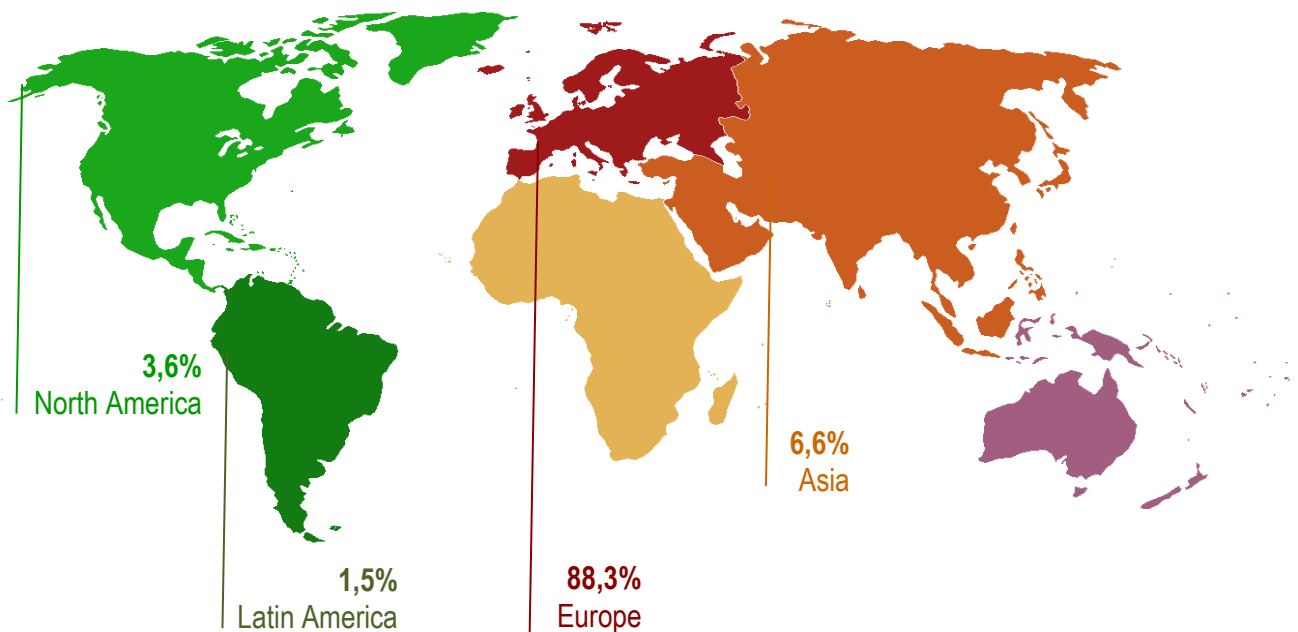 3,6%
North America
1,5%
Latin America
88,3%
Europe
6,6%
Asia